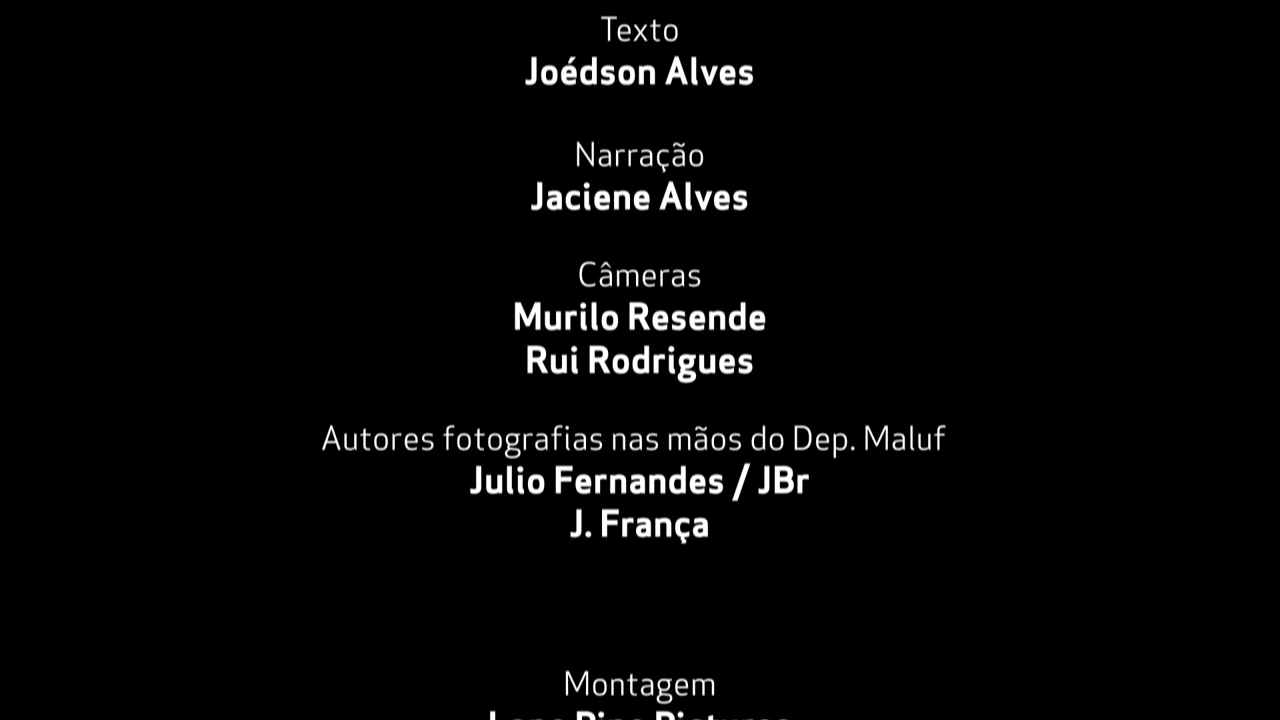 Texto
Joédson Alves
Narração
Jaciene Alves
Câmeras
Murilo Resende
Rui Rodrigues
Autores fotografias nas mãos do Dep. Maluf
Julio Fernandes / JBr
J. França
Montagem